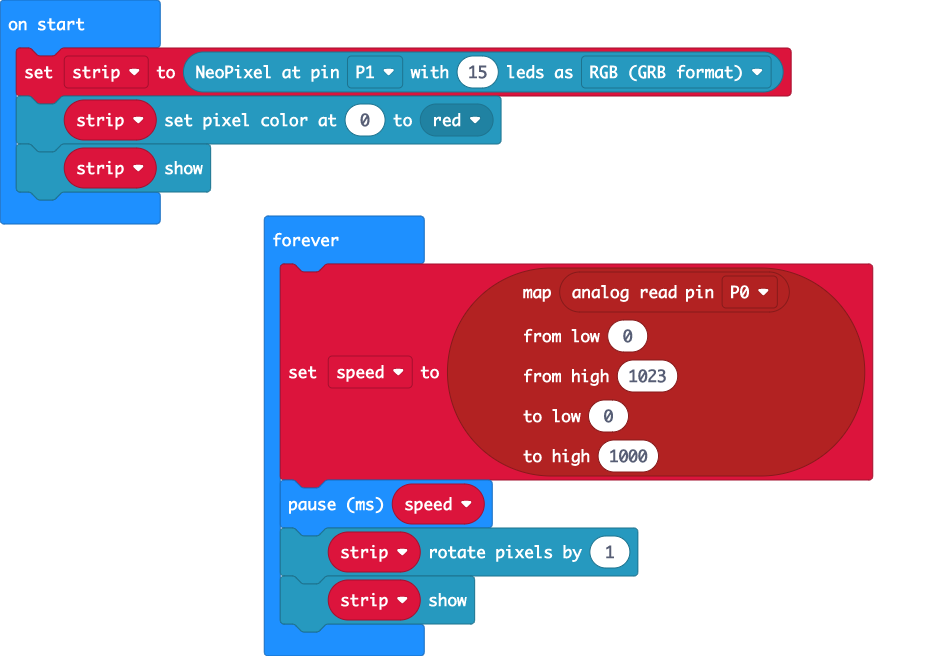 on start
set strip to NeoPixel at pin P1 with 15 leds as RGB (GRB format)
strip set pixel color at 0 to red
strip show
forever
map analog read pin P0
from low 0
from high 1023
set speed to
to low 0
to high 1000
pause (ms) speed
strip rotate pixels by 1
strip show